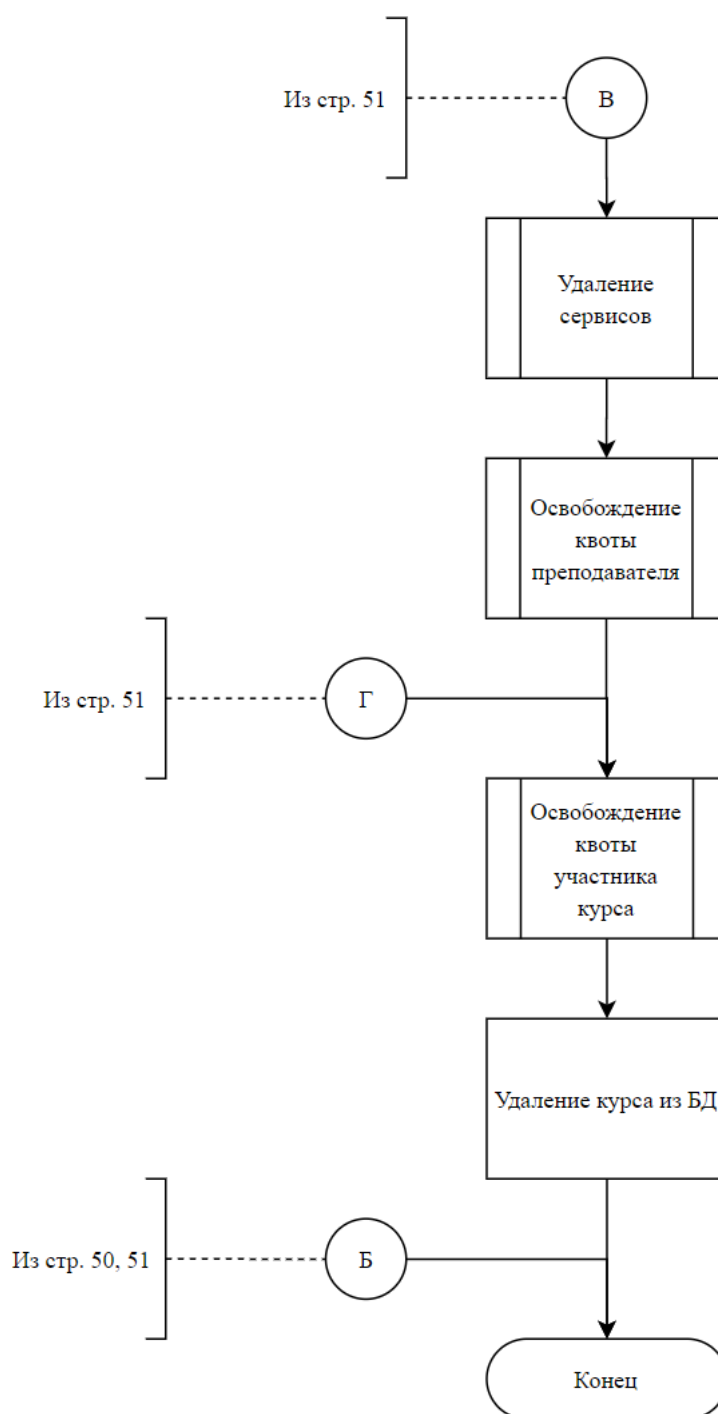 Из стр. 51
В
Удаление
сервисов
Освобождение
квоты
преподавателя
Из стр. 51
Г
Освобождение
квоты
участника
курса
Удаление курса из БД
Из стр. 50, 51
Б
Конец